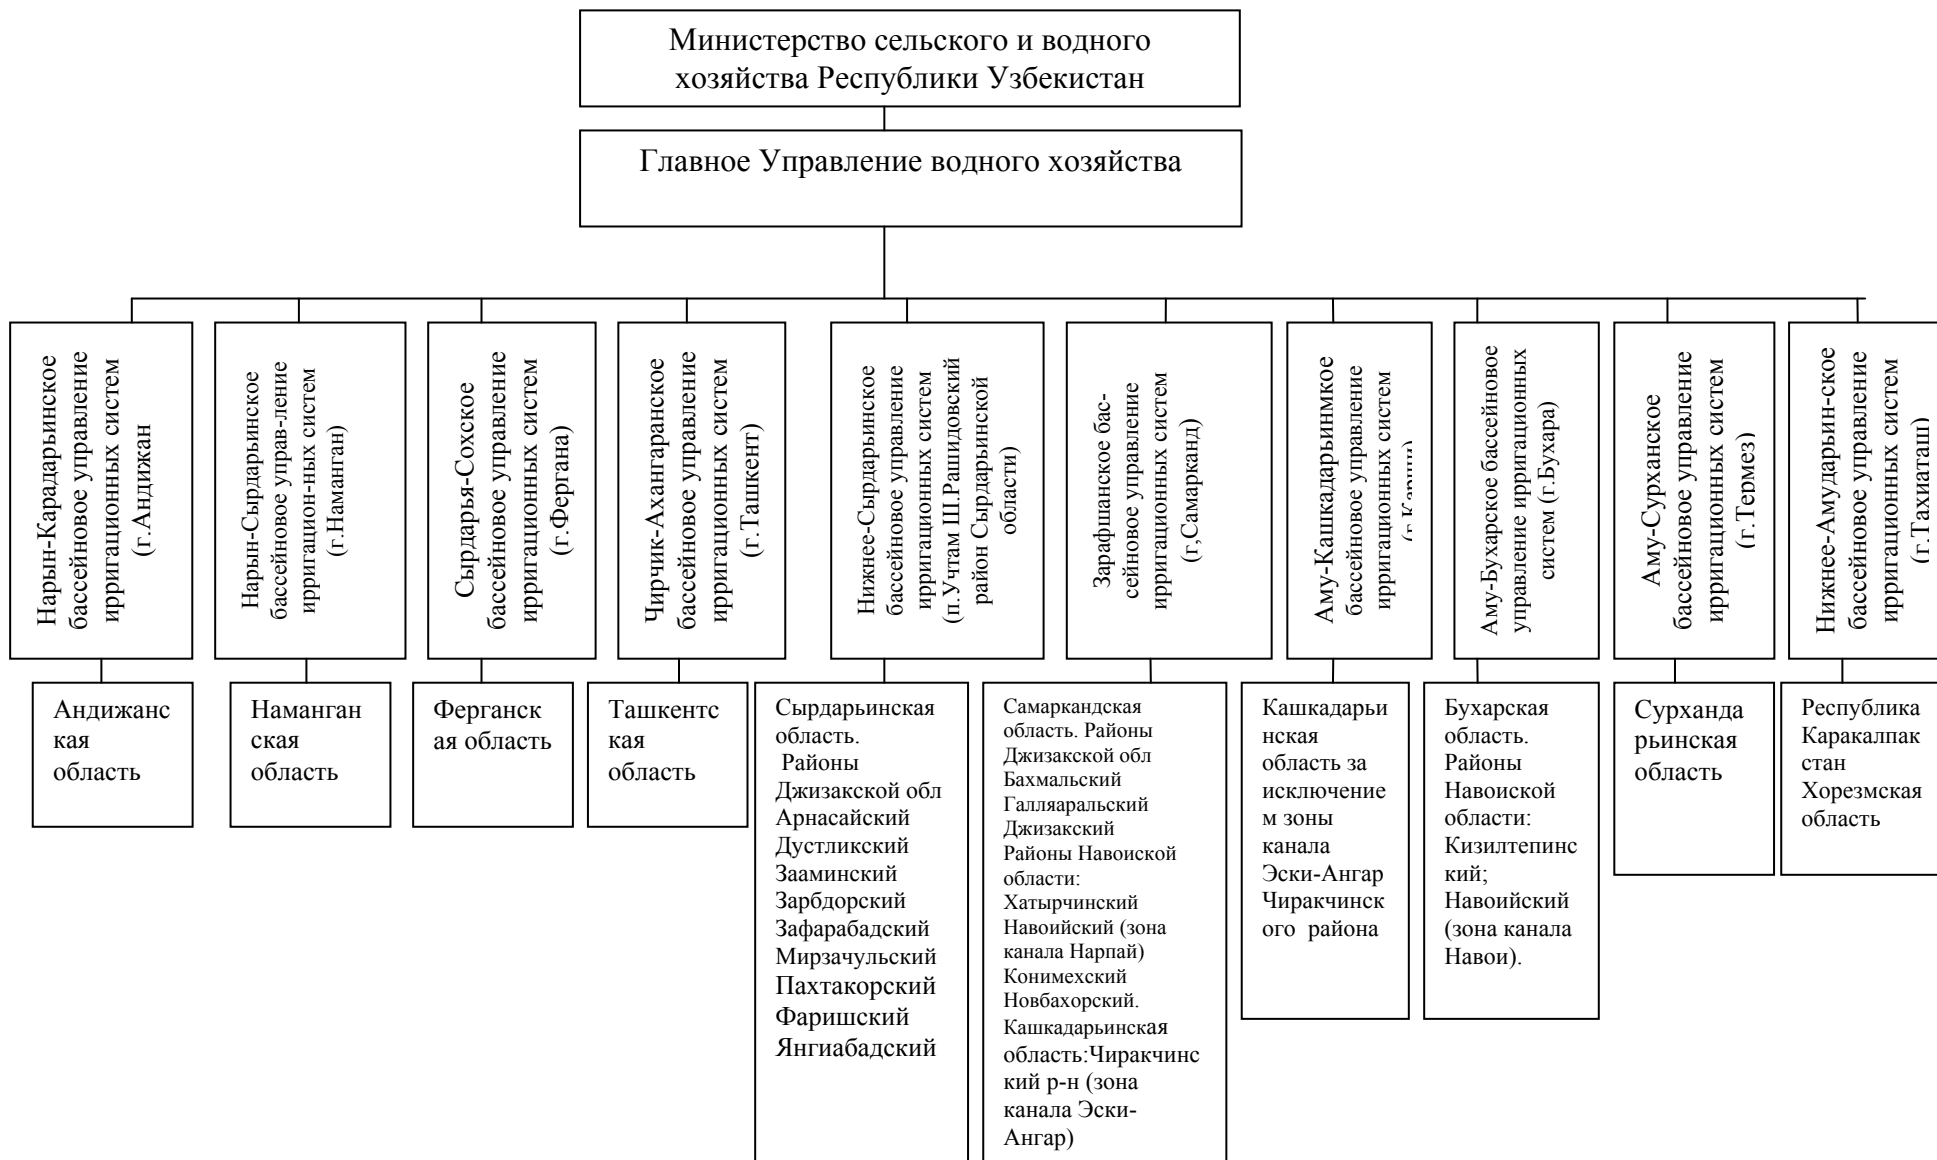 Министерство сельского и водного
хозяйства Республики Узбекистан
Главное Управление водного хозяйства
Нарын-Карадарьинское
бассейновое управление
ирригационных систем
(г.Андижан
Нарын-Сырдарьинское
бассейновое управ-ление
ирригацион-ных систем
(г.Наманган)
Сырдарья-Сохское
бассейновое управление
ирригационных систем
(г.Фергана)
Чирчик-Ахангаранское
бассейновое управление
ирригационных систем
(г.Ташкент)
Нижнее-Сырдарьинское
бассейновое управление
ирригационных систем
(п.Учтам Ш.Рашидовский
район Сырдарьинской
области)
Зарафшанское бас-
сейновое управление
ирригационных систем
(г,Самарканд)
Аму-Кашкадарьинмкое
бассейновое управление
ирригационных систем
(г.Карши)
Аму-Бухарское бассейновое
управление ирригационных
систем (г.Бухара)
Аму-Сурханское
бассейновое управление
ирригационных систем
(г.Термез)
Нижнее-Амударьин-ское
бассейновое управление
ирригационных систем
(г.Тахиаташ)
Андижанс
кая
область
Наманган
ская
область
Ферганск
ая область
Ташкентс
кая
область
Сырдарьинская
область.
Районы
Джизакской обл
Арнасайский
Дустликский
Зааминский
Зарбдорский
Зафарабадский
Мирзачульский
Пахтакорский
Фаришский
Янгиабадский
Самаркандская
область. Районы
Джизакской обл
Бахмальский
Галляаральский
Джизакский
Районы Навоиской
области:
Хатырчинский
Навоийский (зона
канала Нарпай)
Конимехский
Новбахорский.
Кашкадарьинская
область:Чиракчинс
кий р-н (зона
канала Эски-
Ангар)
Кашкадарьи
нская
область за
исключение
м зоны
канала
Эски-Ангар
Чиракчинск
ого района
Бухарская
область.
Районы
Навоиской
области:
Кизилтепинс
кий;
Навоийский
(зона канала
Навои).
Сурханда
рьинская
область
Республика
Каракалпак
стан
Хорезмская
область